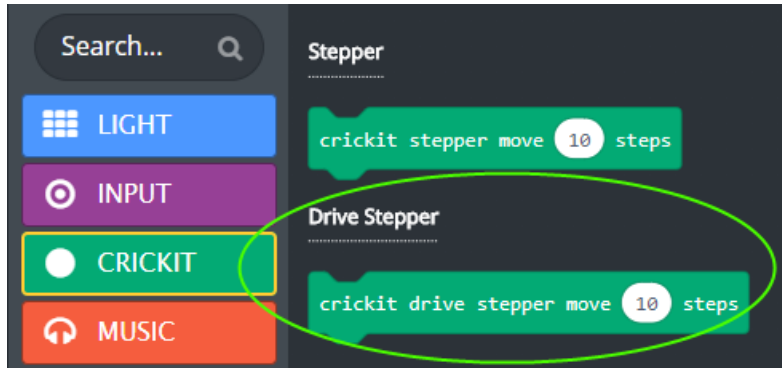 Search...
LIGHT
INPUT
CRICKIT
MUSIC
Stepper
crickit stepper move 10 steps
Drive Stepper
crickit drive stepper move 10 steps